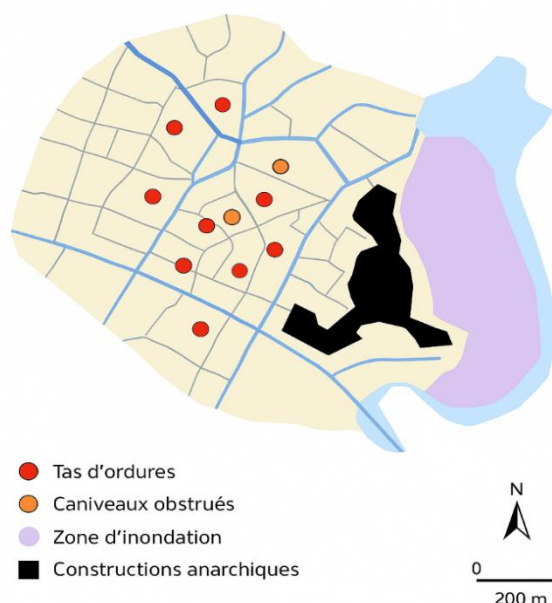 Tas d'ordures
Caniveaux obstrués
Zone d'inondation
Constructions anarchiques
N
0
200 m